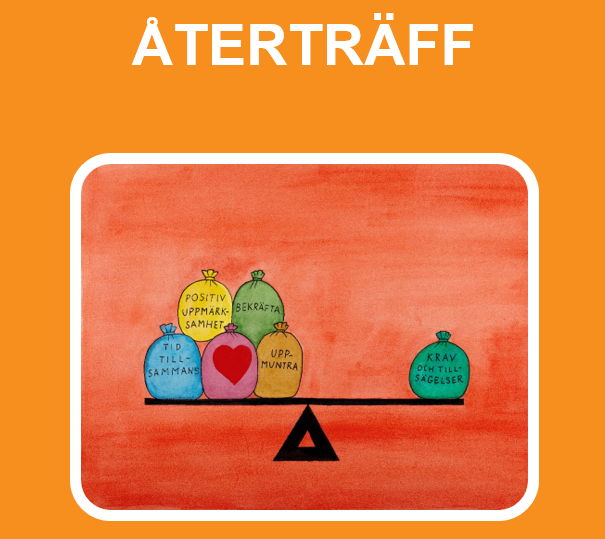 ÅTERTRÄFF
POSITIV
UPPMÄRK-
SAMHET
BEKRÄFTA
TID
TILL-
SAMMANS
UPP-
MUNTRA
KRAV
OCH TILL-
SÄGELSER